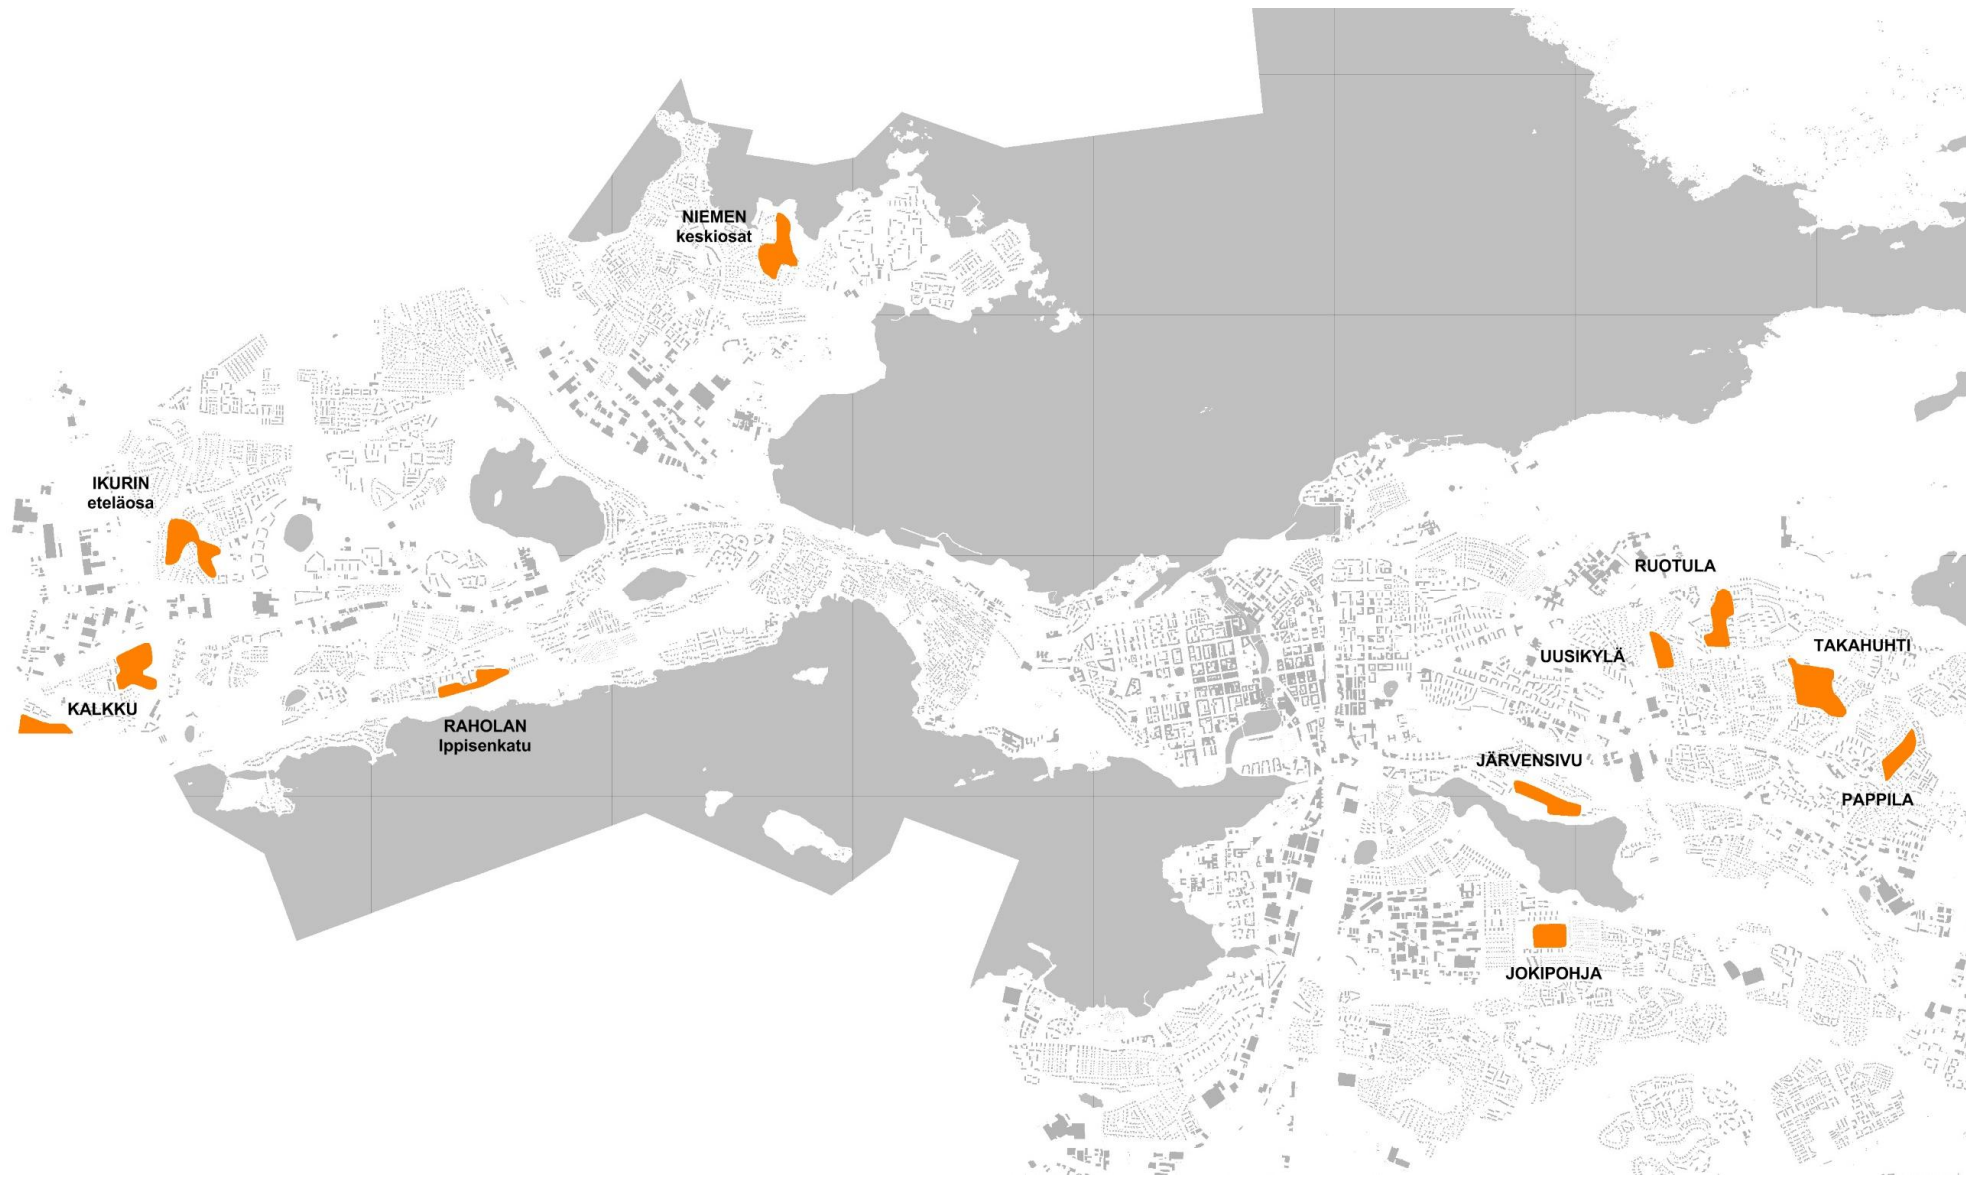 NIEMEN
keskiosat
IKURIN
eteläosa
RUOTULA
UUSIKYLÄ
TAKAHUHTI
KALKKU
RAHOLAN
Ippisenkatu
JÄRVENSIVU
PAPPILA
JOKIPOHJA